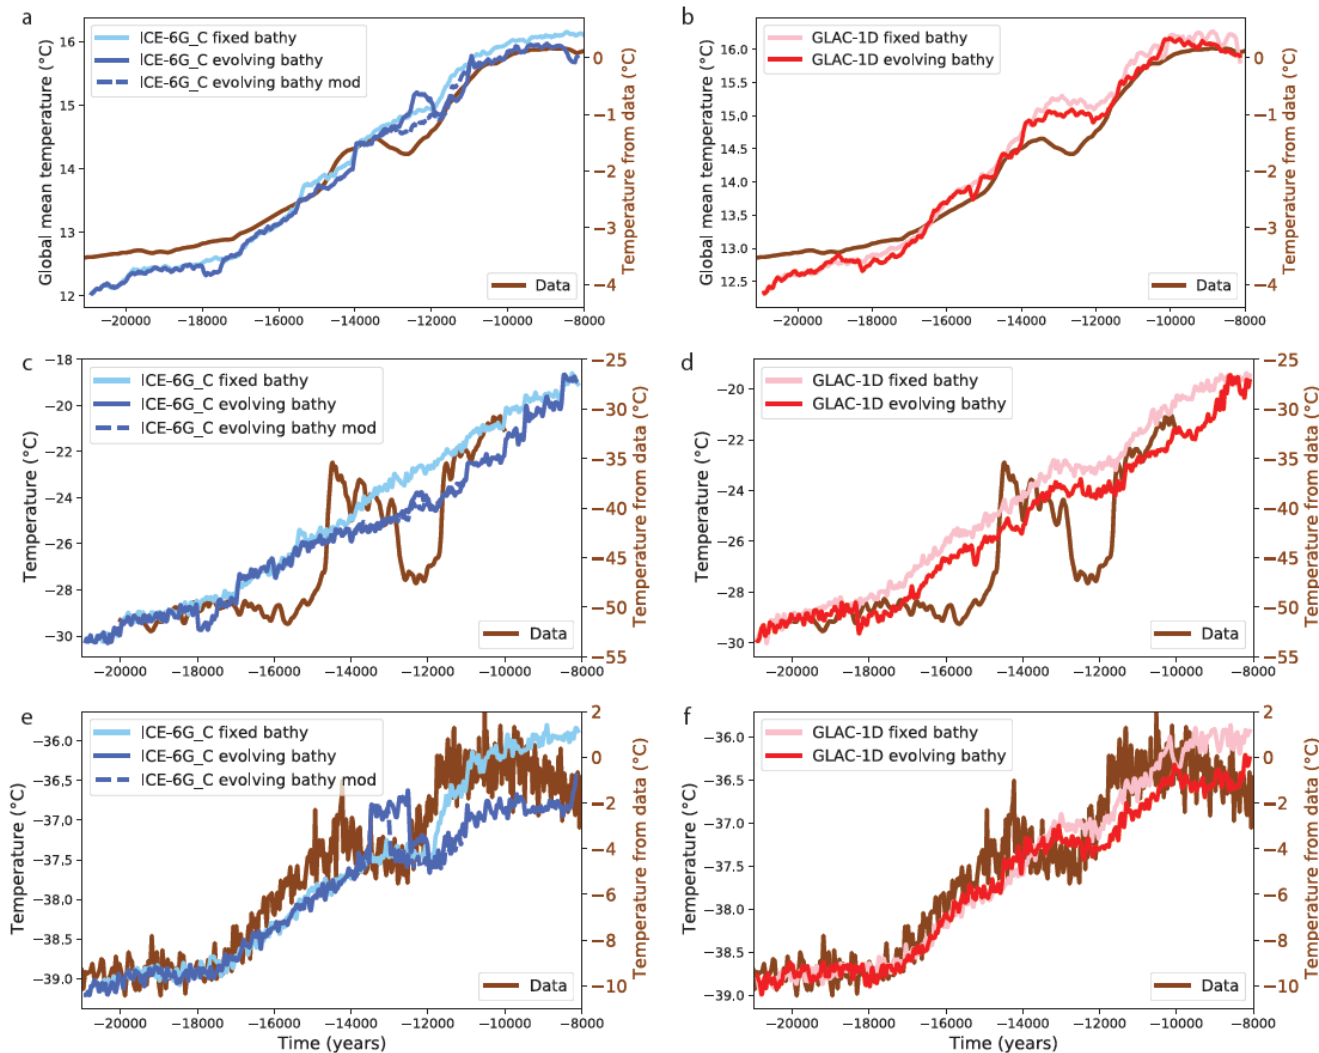 a
ICE-6G_C fixed bathy
ICE-6G_C evolving bathy
ICE-6G_C evolving bathy mod
Data
Global mean temperature (°C)
16
15
14
13
12
0
−1
−2
−3
−4
Temperature from data (°C)
−20000 −18000 −16000 −14000 −12000 −10000 −8000
b
GLAC-1D fixed bathy
GLAC-1D evolving bathy
Data
Global mean temperature (°C)
16.0
15.5
15.0
14.5
14.0
13.5
13.0
12.5
0
−1
−2
−3
−4
Temperature from data (°C)
−20000 −18000 −16000 −14000 −12000 −10000 −8000
c
ICE-6G_C fixed bathy
ICE-6G_C evolving bathy
ICE-6G_C evolving bathy mod
Data
Temperature (°C)
−18
−20
−22
−24
−26
−28
−30
−25
−30
−35
−40
−45
−50
−55
Temperature from data (°C)
−20000 −18000 −16000 −14000 −12000 −10000 −8000
d
GLAC-1D fixed bathy
GLAC-1D evolving bathy
Data
Temperature (°C)
−20
−22
−24
−26
−28
−30
−25
−30
−35
−40
−45
−50
−55
Temperature from data (°C)
−20000 −18000 −16000 −14000 −12000 −10000 −8000
e
ICE-6G_C fixed bathy
ICE-6G_C evolving bathy
ICE-6G_C evolving bathy mod
Data
Temperature (°C)
−36.0
−36.5
−37.0
−37.5
−38.0
−38.5
−39.0
2
0
−2
−4
−6
−8
−10
Temperature from data (°C)
−20000 −18000 −16000 −14000 −12000 −10000 −8000
Time (years)
f
GLAC-1D fixed bathy
GLAC-1D evolving bathy
Data
Temperature (°C)
−36.0
−36.5
−37.0
−37.5
−38.0
−38.5
−39.0
2
0
−2
−4
−6
−8
−10
Temperature from data (°C)
−20000 −18000 −16000 −14000 −12000 −10000 −8000
Time (years)